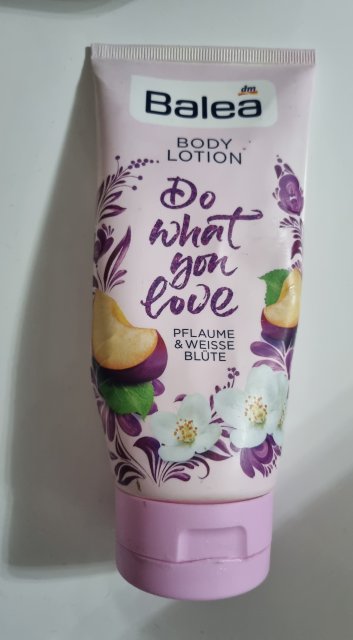 dm
Balea
BODY
LOTION
Do
what
you
love
PFLAUME
& WEISSE
BLÜTE